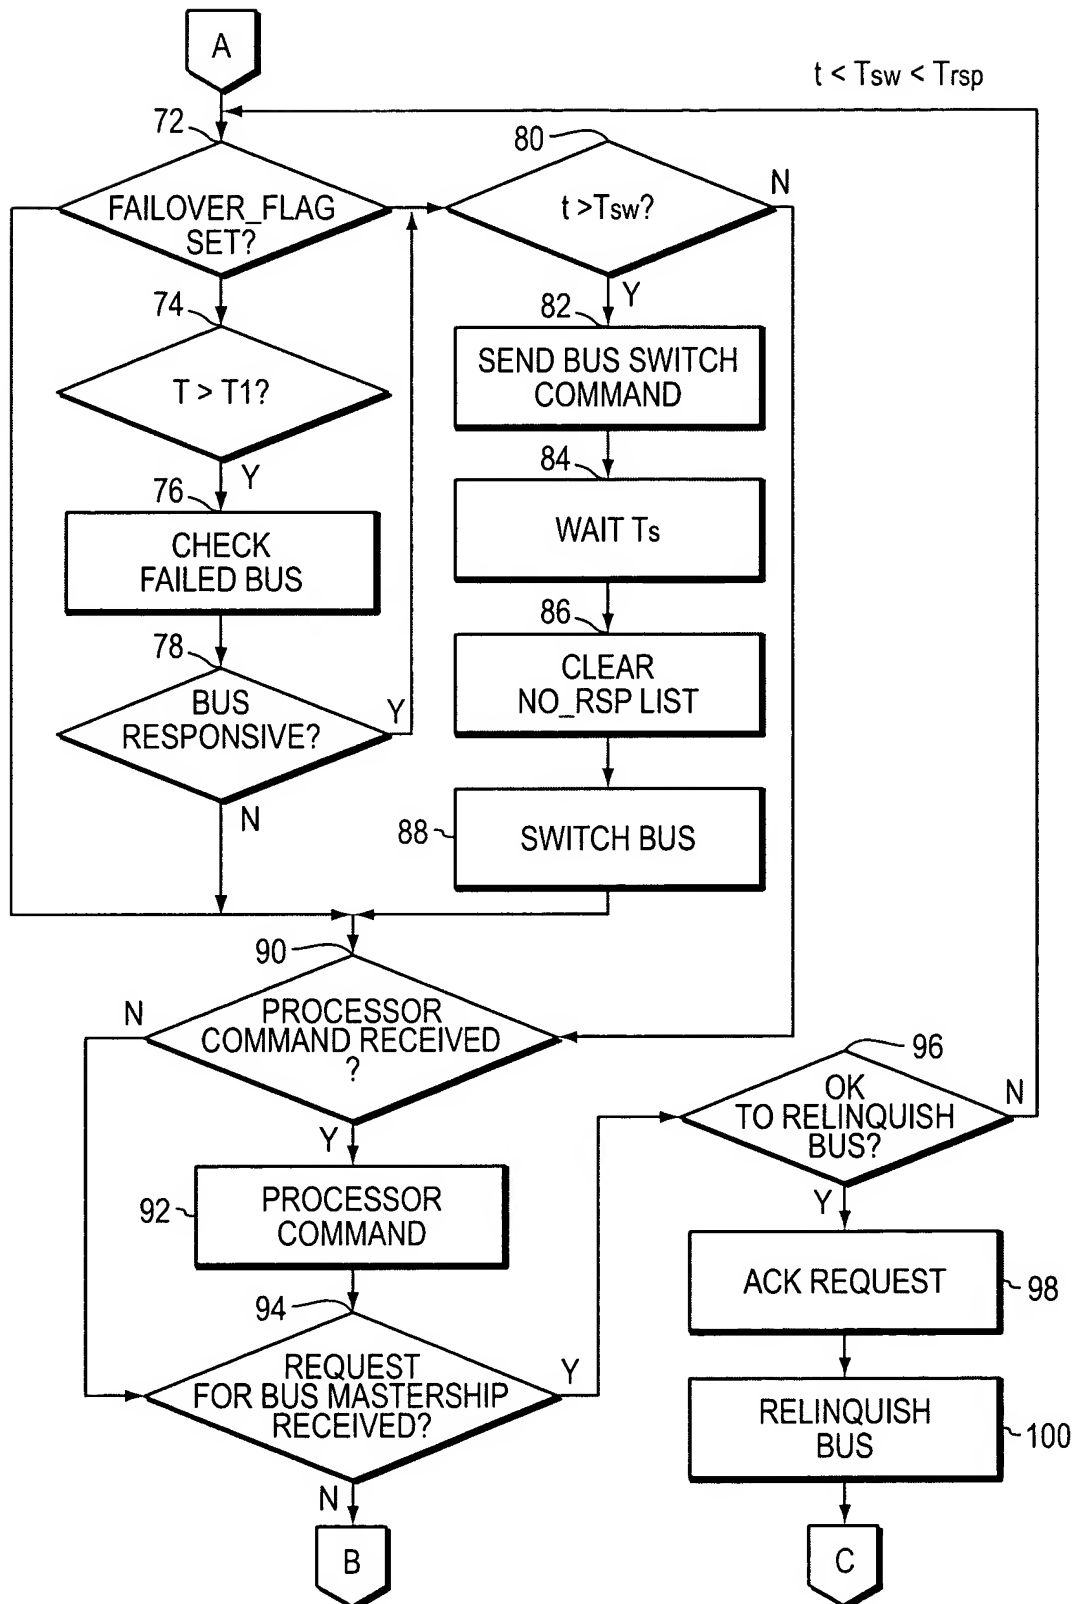 A
t < Tsw < Trsp
72
FAILOVER_FLAG
SET?
80
t >Tsw?
N
74
T > T1?
Y
Y
82
SEND BUS SWITCH
COMMAND
76
CHECK
FAILED BUS
84
WAIT Ts
78
BUS
RESPONSIVE?
Y
N
86
CLEAR
NO_RSP LIST
88
SWITCH BUS
90
PROCESSOR
COMMAND RECEIVED
?
N
Y
92
PROCESSOR
COMMAND
94
REQUEST
FOR BUS MASTERSHIP
RECEIVED?
Y
N
B
96
OK
TO RELINQUISH
BUS?
N
Y
ACK REQUEST
98
RELINQUISH
BUS
100
C